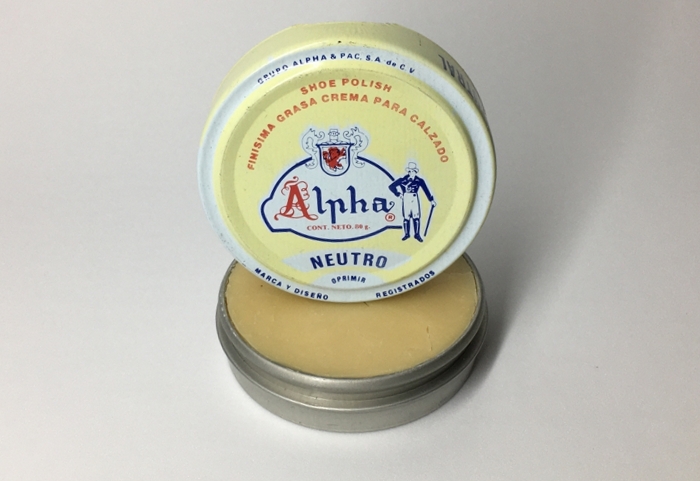 GRUPO ALPHA & PAC, S.A. de C.V
SHOE POLISH
FINISIMA GRASA CREMA PARA CALZADO
Alpha®
CONT. NETO. 80 g.
NEUTRO
OPRIMIR
MARCA Y DISEÑO REGISTRADOS